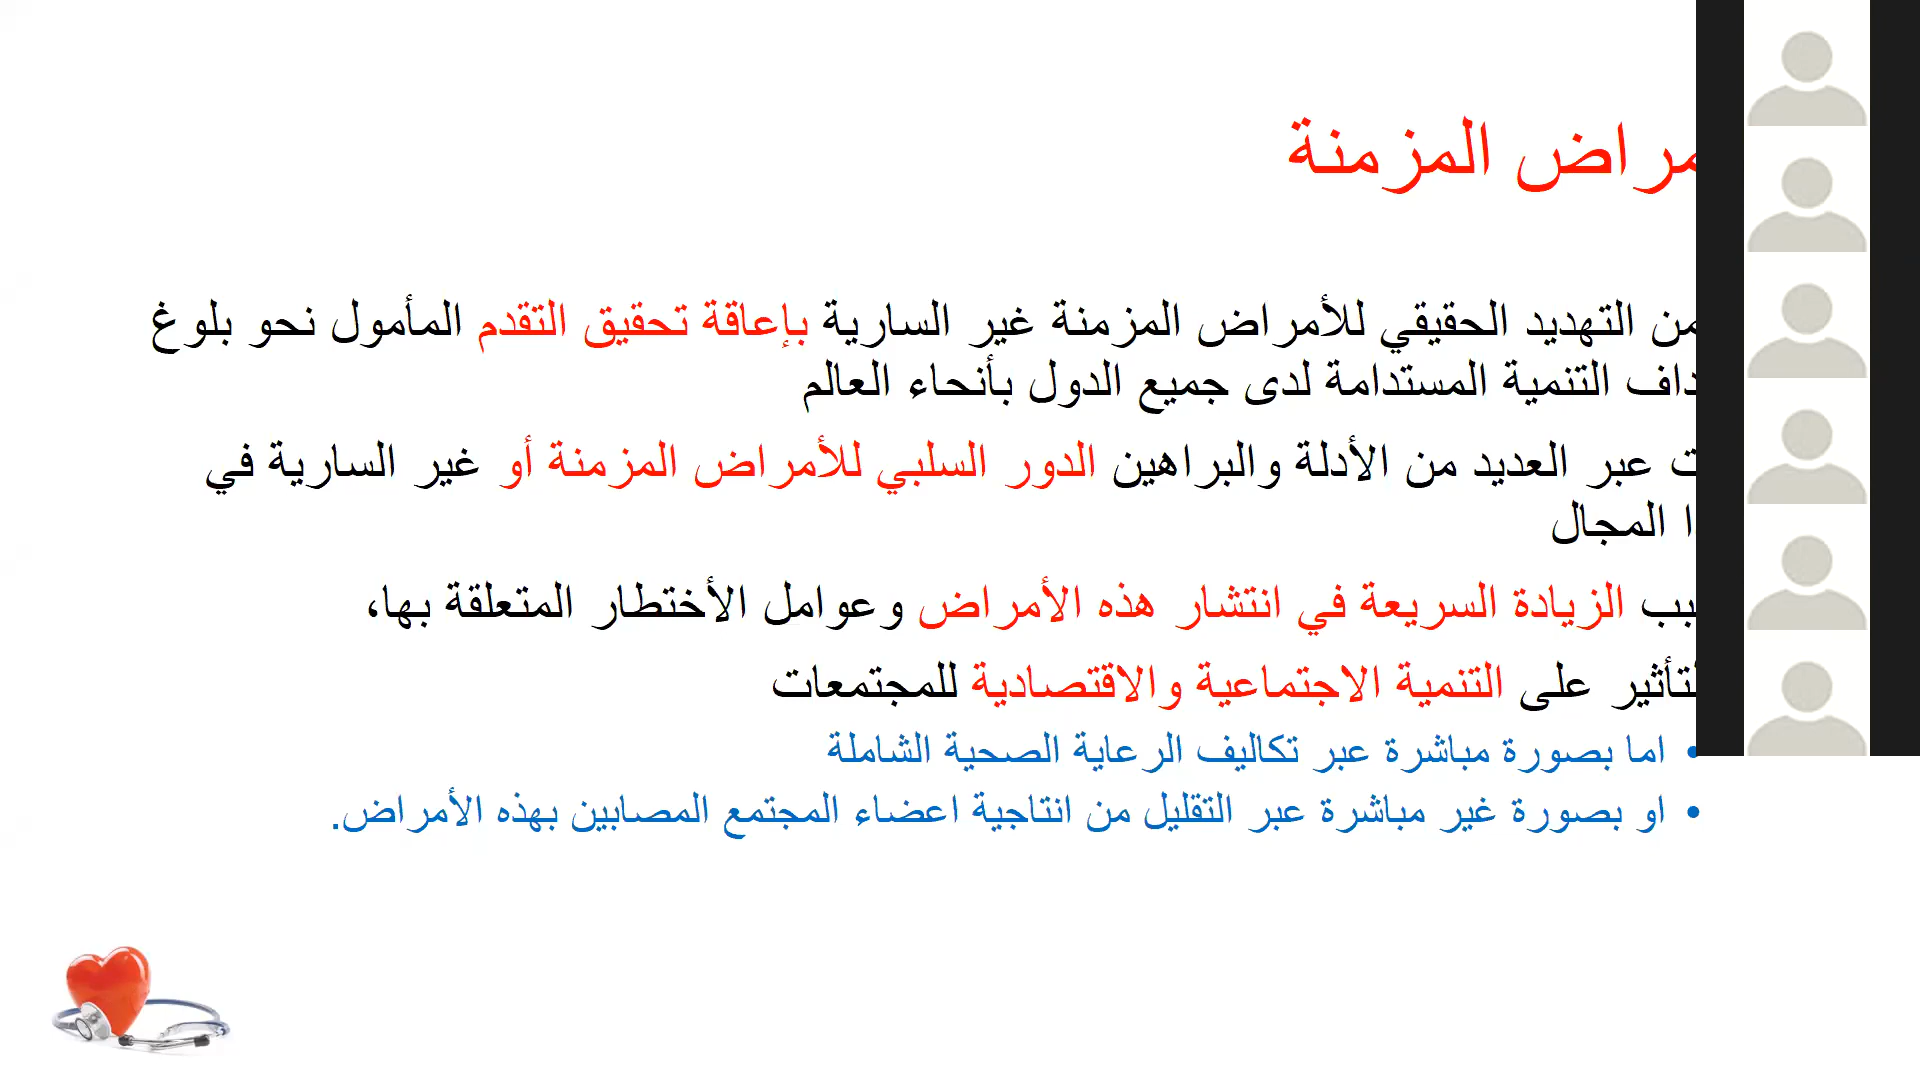 المزمنة
التهديد الحقيقي للأمراض المزمنة غير السارية بإعاقة تحقيق التقدم المأمول نحو بلوغ
التنمية المستدامة لدى جميع الدول بأنحاء العالم
عبر العديد من الأدلة والبراهين الدور السلبي للأمراض المزمنة أو غير السارية في
المجال
الزيادة السريعة في انتشار هذه الأمراض وعوامل الأختطار المتعلقة بها،
على التنمية الاجتماعية والاقتصادية للمجتمعات
• اما بصورة مباشرة عبر تكاليف الرعاية الصحية الشاملة
• او بصورة غير مباشرة عبر التقليل من انتاجية اعضاء المجتمع المصابين بهذه الأمراض.